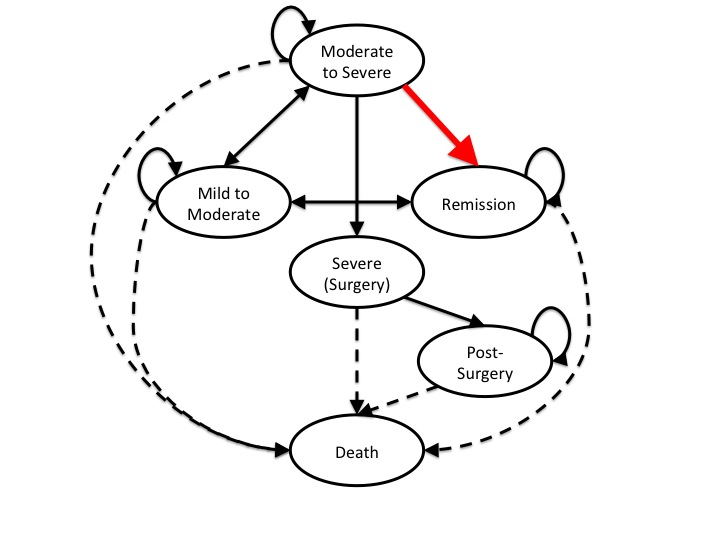 Moderate
to Severe
Mild to
Moderate
Remission
Severe
(Surgery)
Post-
Surgery
Death